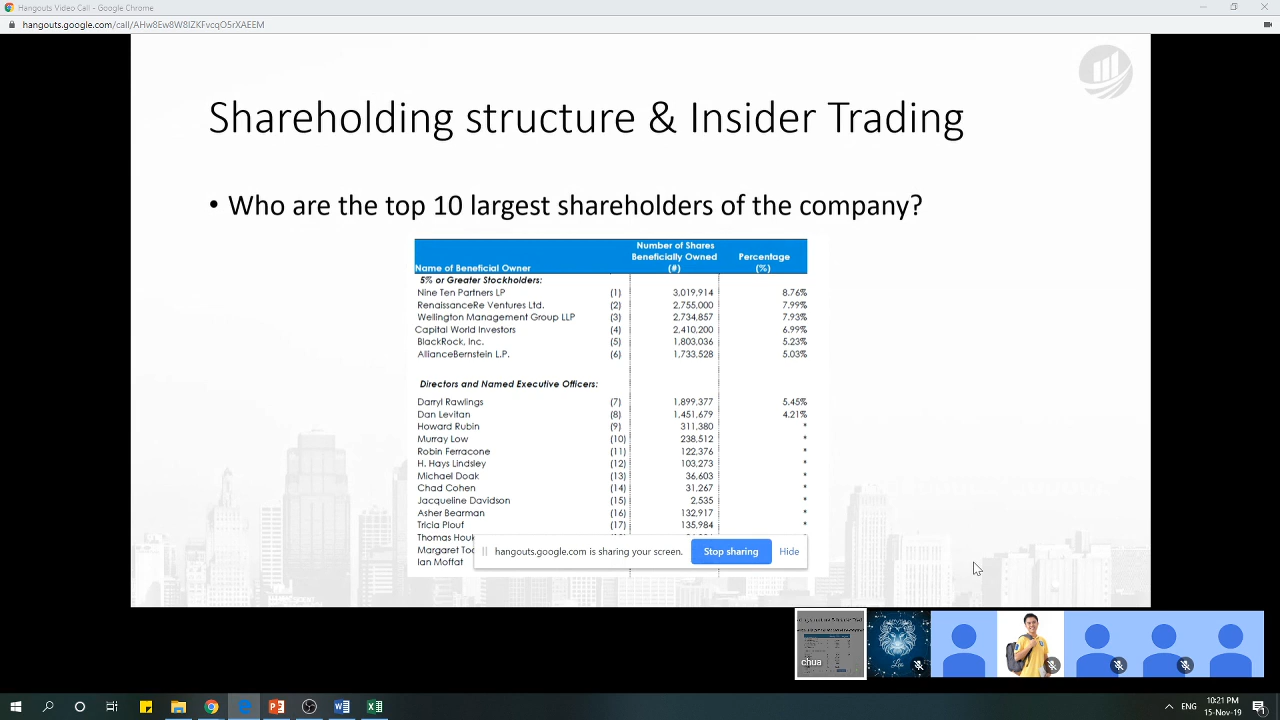 Hangouts Video Call - Google Chrome
hangouts.google.com/call/AHw8Ew8W8IZKFvcqO5rXAEEM
Shareholding structure & Insider Trading
• Who are the top 10 largest shareholders of the company?
Name of Beneficial Owner Number of Shares Beneficially Owned (#) Percentage (%)
5% or Greater Stockholders:
Nine Ten Partners LP (1) 3,019,914 8.76%
RenaissanceRe Ventures Ltd. (2) 2,755,000 7.99%
Wellington Management Group LLP (3) 2,734,857 7.93%
Capital World Investors (4) 2,410,200 6.99%
BlackRock, Inc. (5) 1,803,036 5.23%
AllianceBernstein L.P. (6) 1,733,528 5.03%
Directors and Named Executive Officers:
Darryl Rawlings (7) 1,899,377 5.45%
Dan Levitan (8) 1,451,679 4.21%
Howard Rubin (9) 311,380 *
Murray Low (10) 238,512 *
Robin Ferracone (11) 122,376 *
H. Hays Lindsley (12) 103,273 *
Michael Doak (13) 36,603 *
Chad Cohen (14) 31,267 *
Jacqueline Davidson (15) 2,535 *
Asher Bearman (16) 132,917 *
Tricia Plouf (17) 135,984 *
Thomas
Margaret
Ian Moffat
hangouts.google.com is sharing your screen. Stop sharing Hide
chua
Leo
ENG
10:21 PM
15-Nov-19